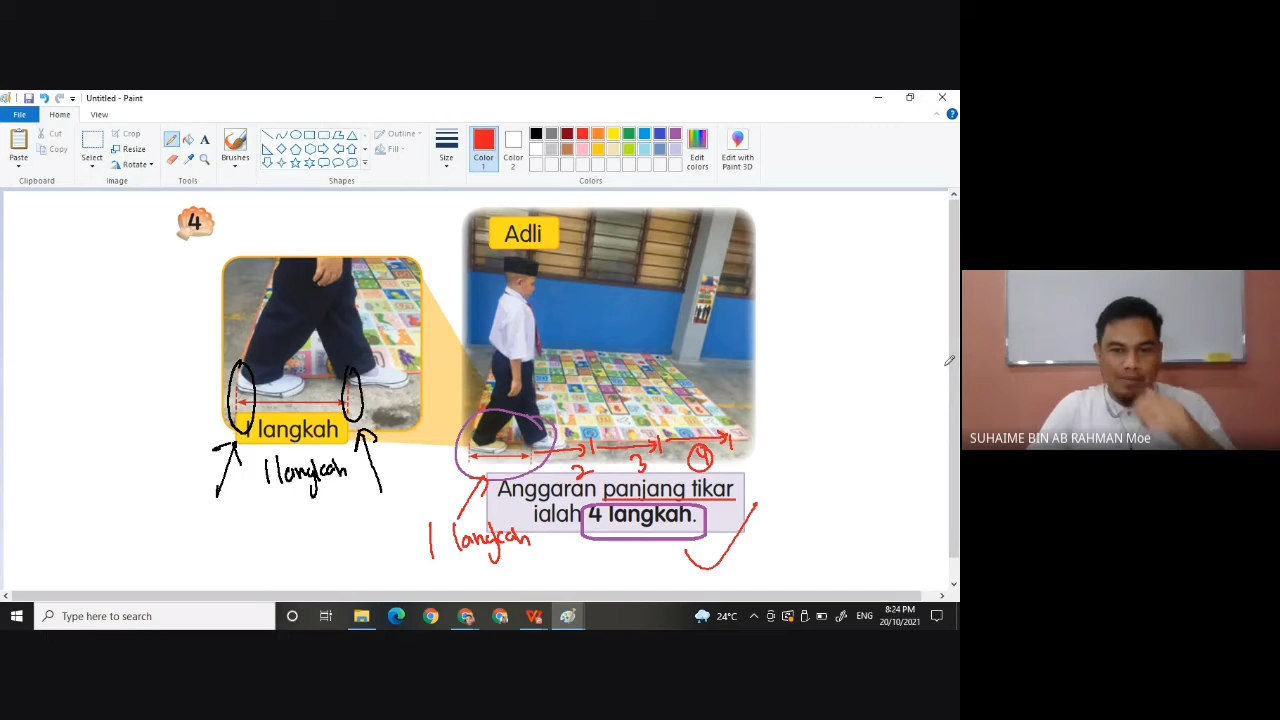 Untitled - Paint
File
Home
View
Paste
Cut
Copy
Clipboard
Select
Crop
Resize
Rotate
Image
Tools
Brushes
Shapes
Outline
Fill
Size
Color 1
Color 2
Edit colors
Edit with Paint 3D
Colors
4
Adli
1 langkah
1 langkah
2
3
4
Anggaran panjang tikar
ialah 4 langkah.
1 langkah
SUHAIME BIN AB RAHMAN Moe
Type here to search
24°C
ENG
8:24 PM
20/10/2021